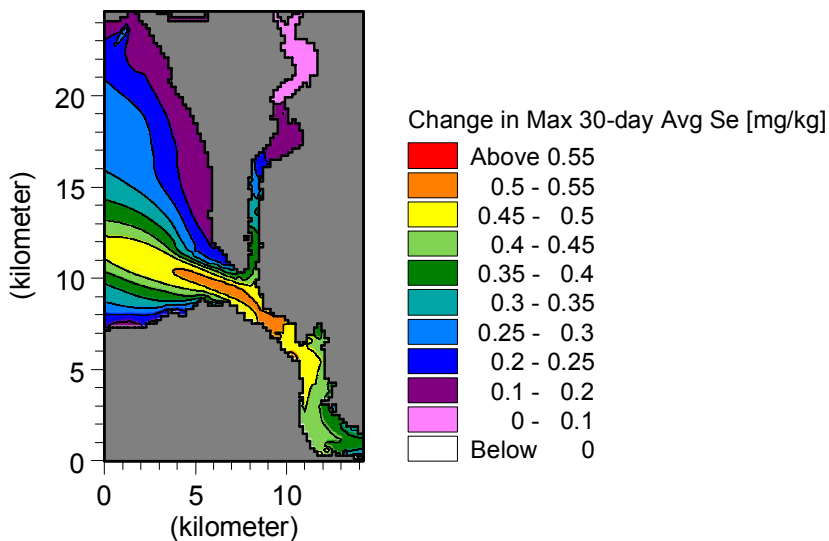 20
15
10
5
0
(kilometer)
0 5 10
(kilometer)
Change in Max 30-day Avg Se [mg/kg]
Above 0.55
0.5 - 0.55
0.45 - 0.5
0.4 - 0.45
0.35 - 0.4
0.3 - 0.35
0.25 - 0.3
0.2 - 0.25
0.1 - 0.2
0 - 0.1
Below 0